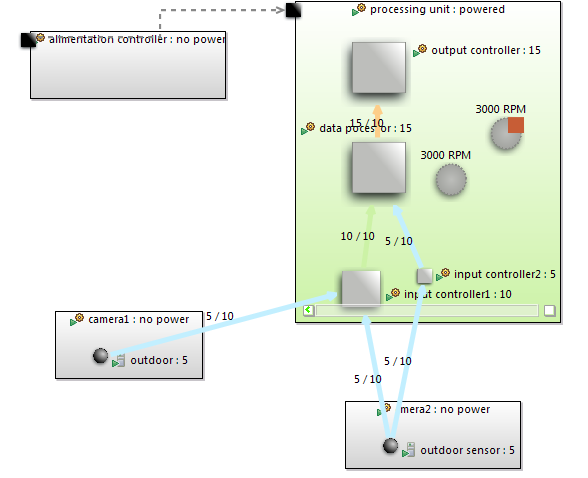 processing unit : powered
alimentation controller : no power
output controller : 15
3000 RPM
15 / 10
data poces or : 15
3000 RPM
10 / 10
5 / 10
input controller2 : 5
input controller1 : 10
5 / 10
camera1 : no power
outdoor : 5
5 / 10
5 / 10
mera2 : no power
outdoor sensor : 5